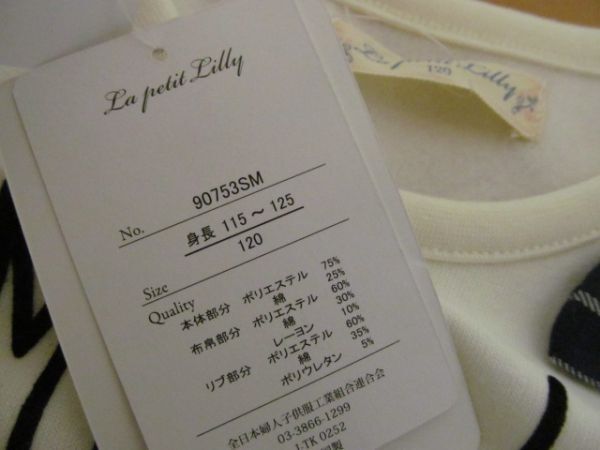 La petit Lilly
No. 90753SM
身長 115 ～ 125
Size 120
Quality
本体部分 ポリエステル 75%
綿 25%
布帛部分 ポリエステル 60%
綿 30%
レーヨン 10%
リブ部分 ポリエステル 60%
綿 35%
ポリウレタン 5%
全日本婦人子供服工業組合連合会
03-3866-1299
J-TK 0252
La petit Lilly
120